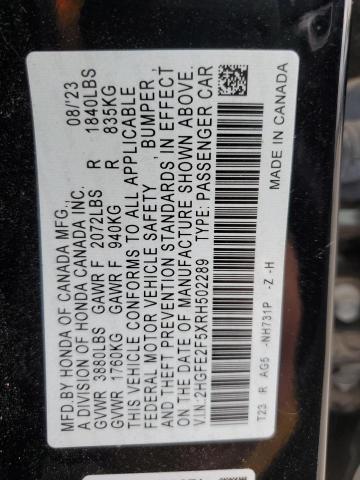 MFD.BY HONDA OF CANADA MFG., 08/'23
A DIVISION OF HONDA CANADA INC.
GVWR 3880LBS GAWR F 2072LBS R 1840LBS
GVWR 1760KG GAWR F 940KG R 835KG
THIS VEHICLE CONFORMS TO ALL APPLICABLE
FEDERAL MOTOR VEHICLE SAFETY, BUMPER,
AND THEFT PREVENTION STANDARDS IN EFFECT
ON THE DATE OF MANUFACTURE SHOWN ABOVE.
V.I.N:2HGFE2F5XRH502289 TYPE: PASSENGER CAR
T23 R AG5 -NH731P -Z -H MADE IN CANADA